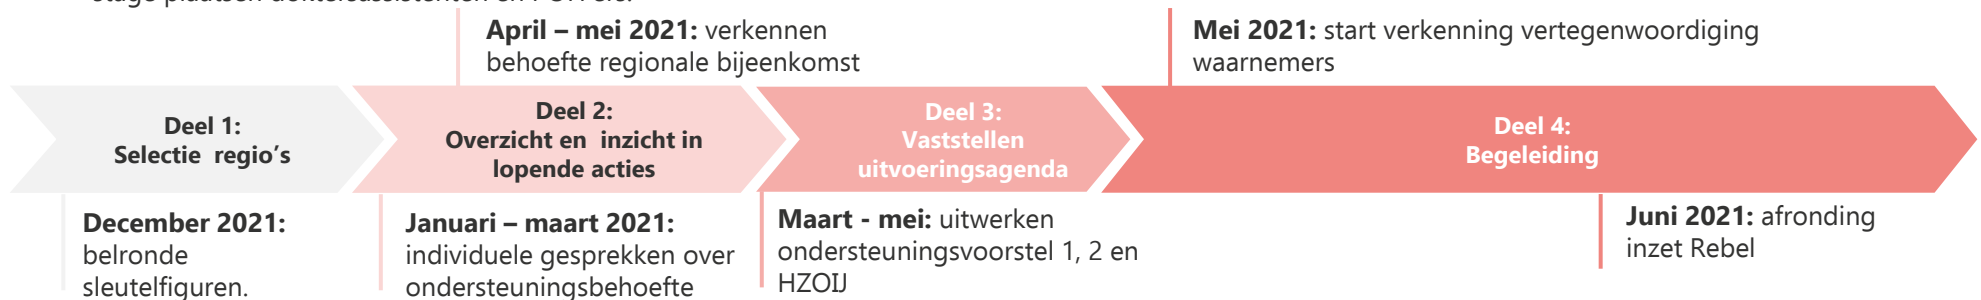 April – mei 2021: verkennen
behoefte regionale bijeenkomst
Mei 2021: start verkenning vertegenwoordiging
waarnemers
Deel 1:
Selectie regio's
Deel 2:
Overzicht en inzicht in
lopende acties
Deel 3:
Vaststellen
uitvoeringsagenda
Deel 4:
Begeleiding
December 2021:
belronde
sleutelfiguren.
Januari – maart 2021:
individuele gesprekken over
ondersteuningsbehoefte
Maart - mei: uitwerken
ondersteuningsvoorstel 1, 2 en
HZOIJ
Juni 2021: afronding
inzet Rebel